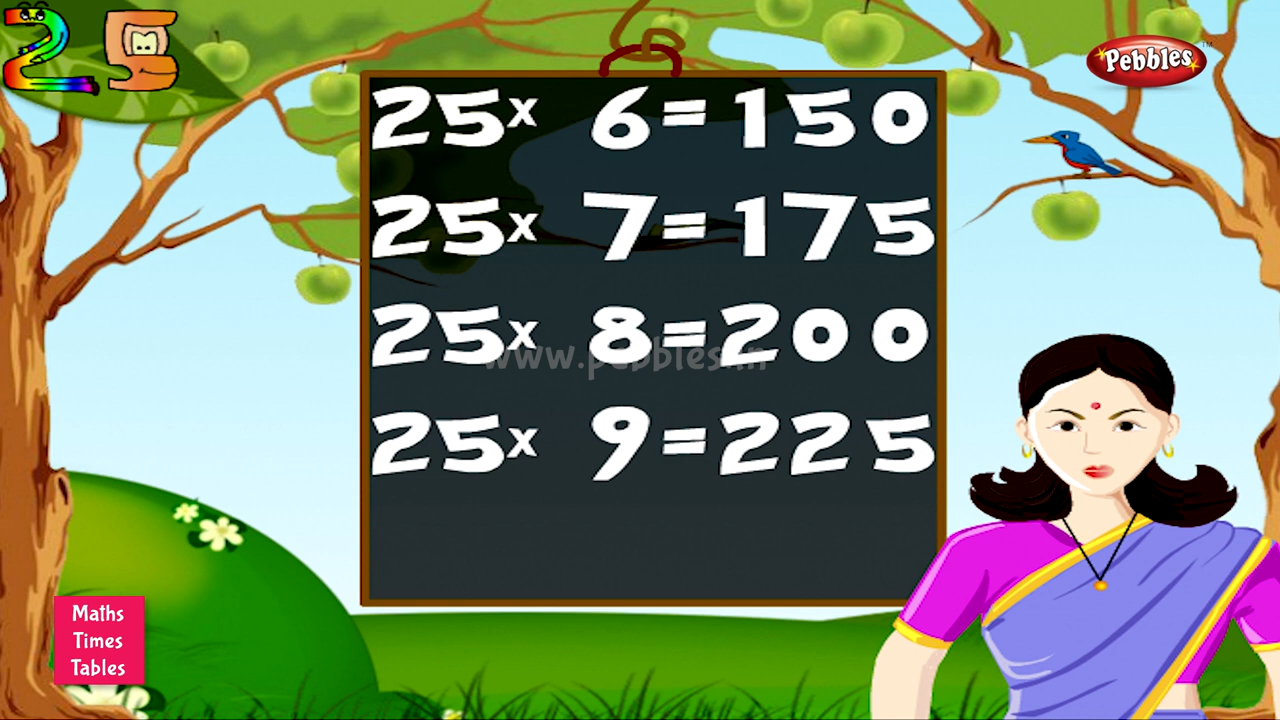 25
Pebbles™
25x 6=150
25x 7=175
25x 8=200
www.pebbles.in
25x 9=225
Maths
Times
Tables